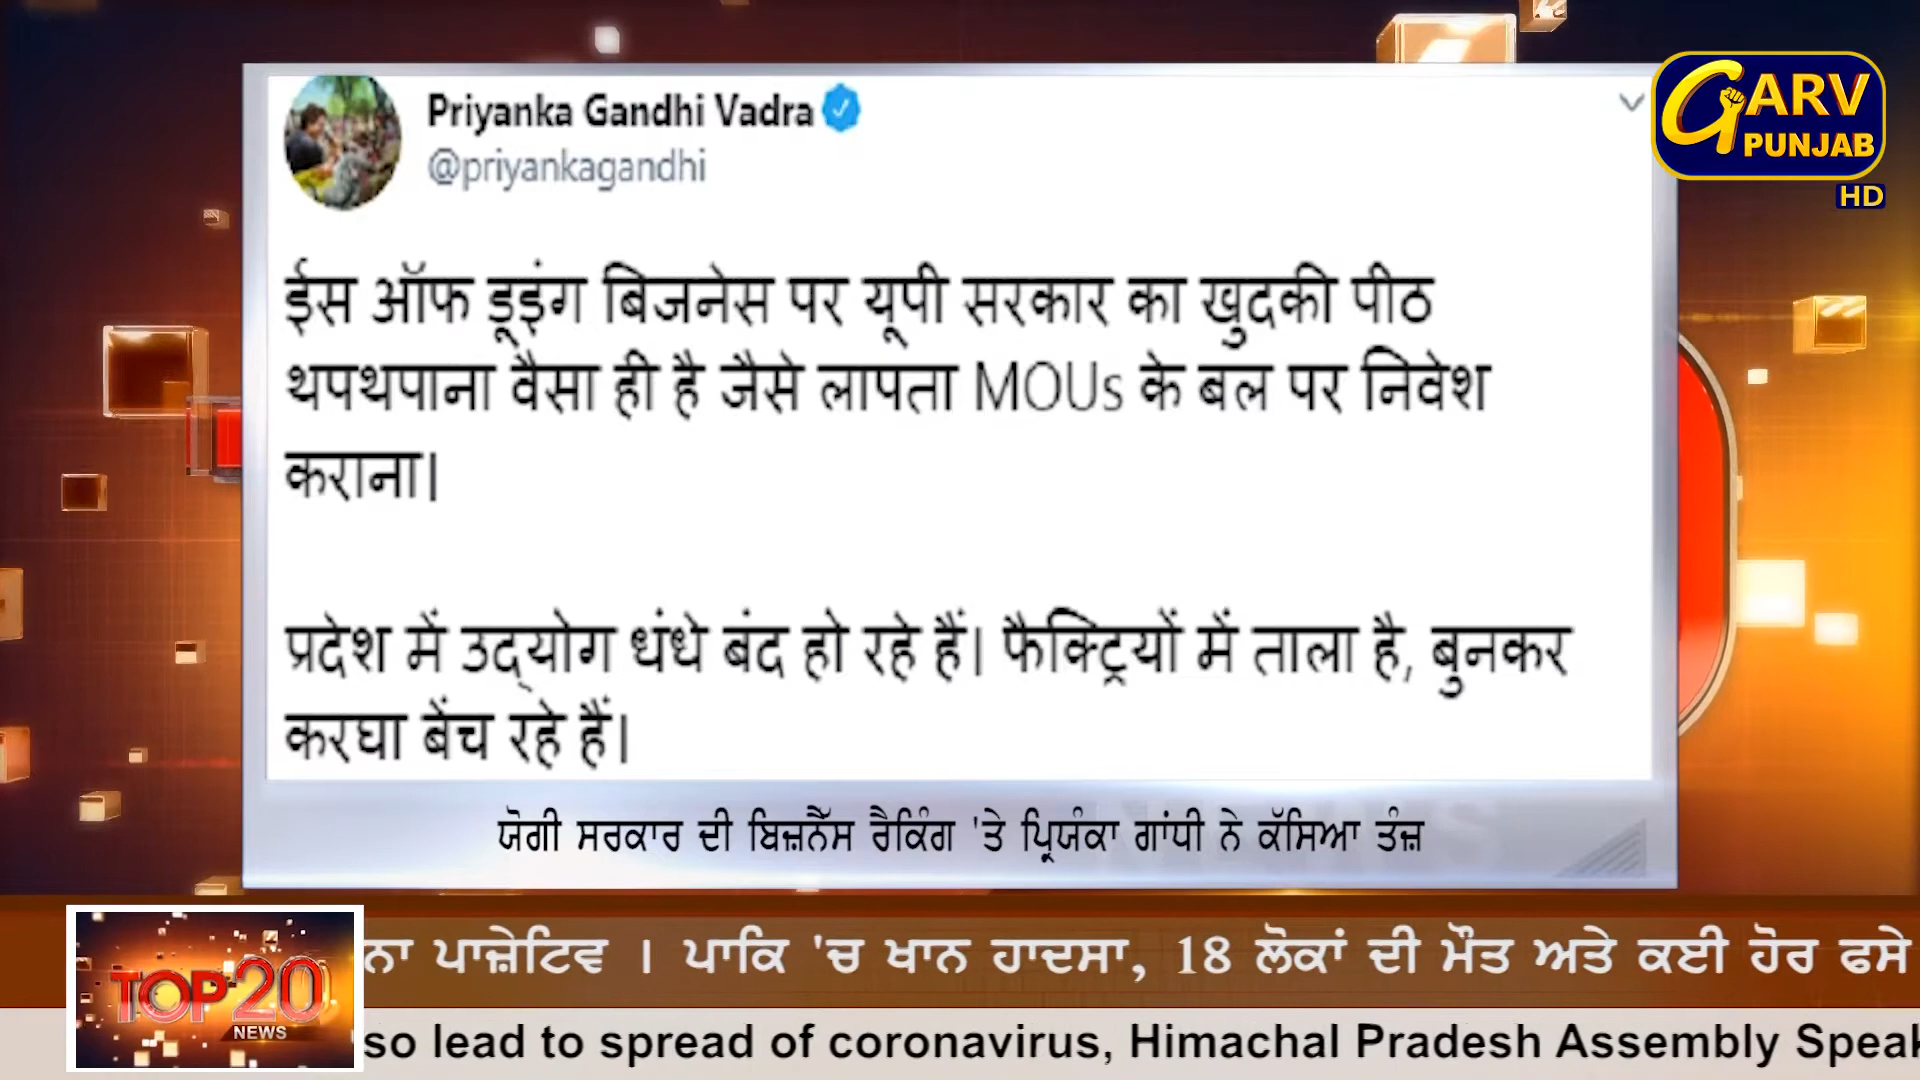 Priyanka Gandhi Vadra
@priyankagandhi
GARV
PUNJAB
HD
ईस ऑफ डूइंग बिजनेस पर यूपी सरकार का खुदकी पीठ
थपथपाना वैसा ही है जैसे लापता MOUs के बल पर निवेश
कराना।
प्रदेश में उद्योग धंधे बंद हो रहे हैं। फैक्ट्रियों में ताला है, बुनकर
करघा बेंच रहे हैं।
ਯੋਗੀ ਸਰਕਾਰ ਦੀ ਬਿਜ਼ਨੈੱਸ ਰੈਕਿੰਗ 'ਤੇ ਪ੍ਰਿਯੰਕਾ ਗਾਂਧੀ ਨੇ ਕੱਸਿਆ ਤੰਜ਼
TOP 20
NEWS
ਨਾ ਪਾਜ਼ੇਟਿਵ । ਪਾਕਿ 'ਚ ਖਾਨ ਹਾਦਸਾ, 18 ਲੋਕਾਂ ਦੀ ਮੌਤ ਅਤੇ ਕਈ ਹੋਰ ਫਸੇ
so lead to spread of coronavirus, Himachal Pradesh Assembly Speak